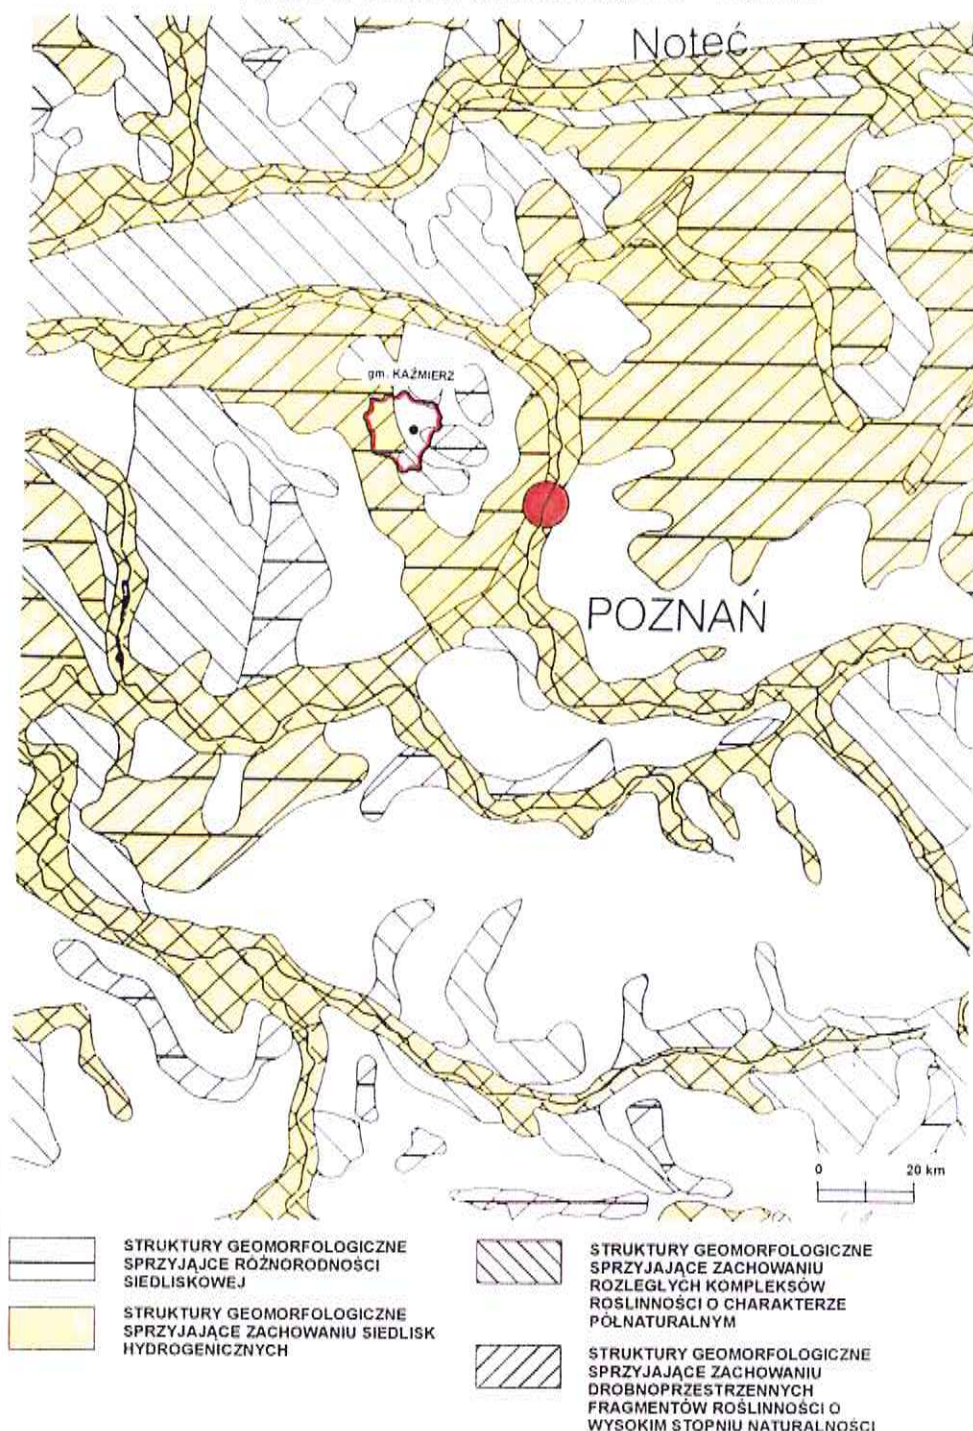 Noteć
gm. KAŹMIERZ
POZNAŃ
0 20 km
STRUKTURY GEOMORFOLOGICZNE
SPRZYJAJCE RÓŻNORODNOŚCI
SIEDLISKOWEJ
STRUKTURY GEOMORFOLOGICZNE
SPRZYJAJĄCE ZACHOWANIU SIEDLISK
HYDROGENICZNYCH
STRUKTURY GEOMORFOLOGICZNE
SPRZYJAJĄCE ZACHOWANIU
ROZLEGŁYCH KOMPLEKSÓW
ROŚLINNOŚCI O CHARAKTERZE
PÓŁNATURALNYM
STRUKTURY GEOMORFOLOGICZNE
SPRZYJAJĄCE ZACHOWANIU
DROBNOPRZESTRZENNYCH
FRAGMENTÓW ROŚLINNOŚCI O
WYSOKIM STOPNIU NATURALNOŚCI